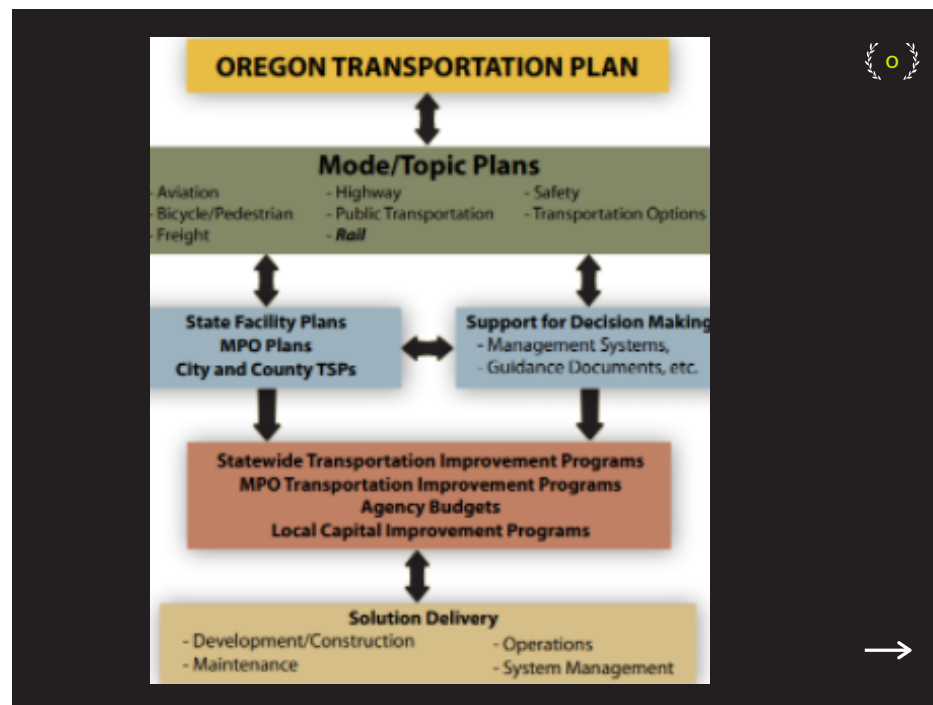 OREGON TRANSPORTATION PLAN
O
Mode/Topic Plans
- Aviation
- Bicycle/Pedestrian
- Freight
- Highway
- Public Transportation
- Rail
- Safety
- Transportation Options
State Facility Plans
MPO Plans
City and County TSPs
Support for Decision Making
- Management Systems,
- Guidance Documents, etc.
Statewide Transportation Improvement Programs
MPO Transportation Improvement Programs
Agency Budgets
Local Capital Improvement Programs
Solution Delivery
- Development/Construction
- Maintenance
- Operations
- System Management